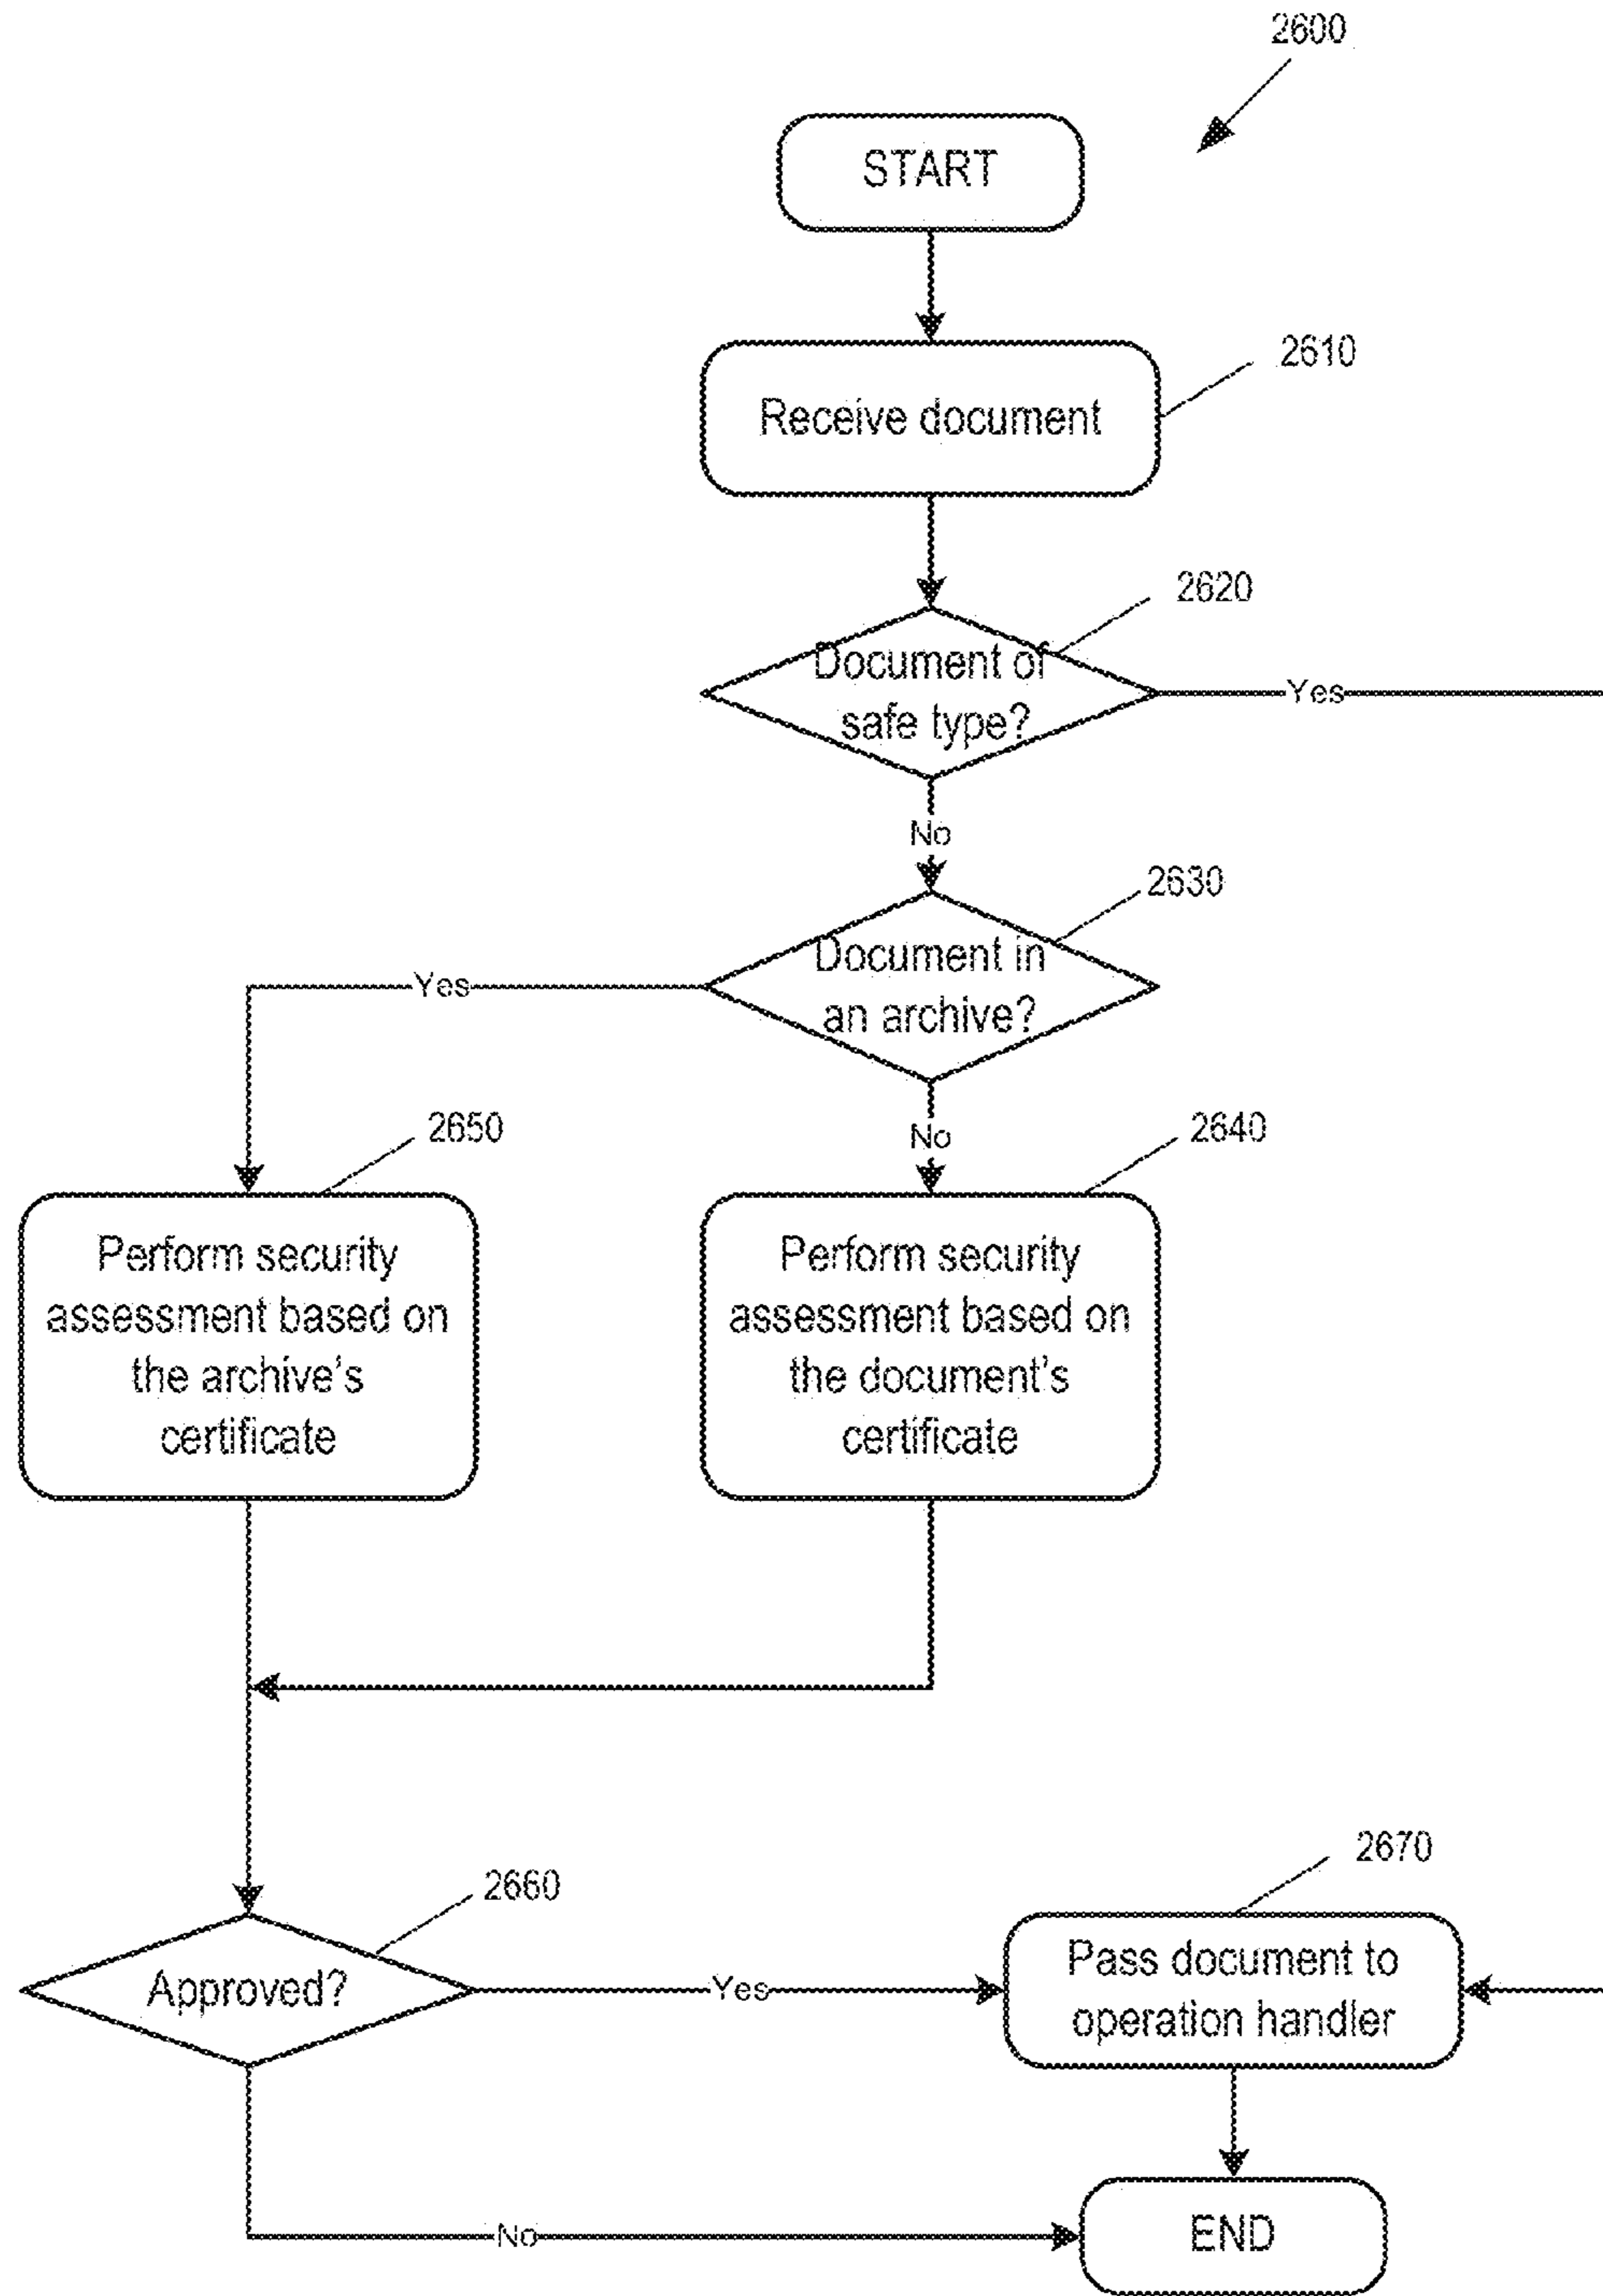 2600
START
2610
Receive document
2620
Document of
safe type?
Yes
No
2630
Document in
an archive?
Yes
No
2650
2640
Perform security
assessment based on
the archive's
certificate
Perform security
assessment based on
the document's
certificate
2660
2670
Approved?
Yes
Pass document to
operation handler
No
END